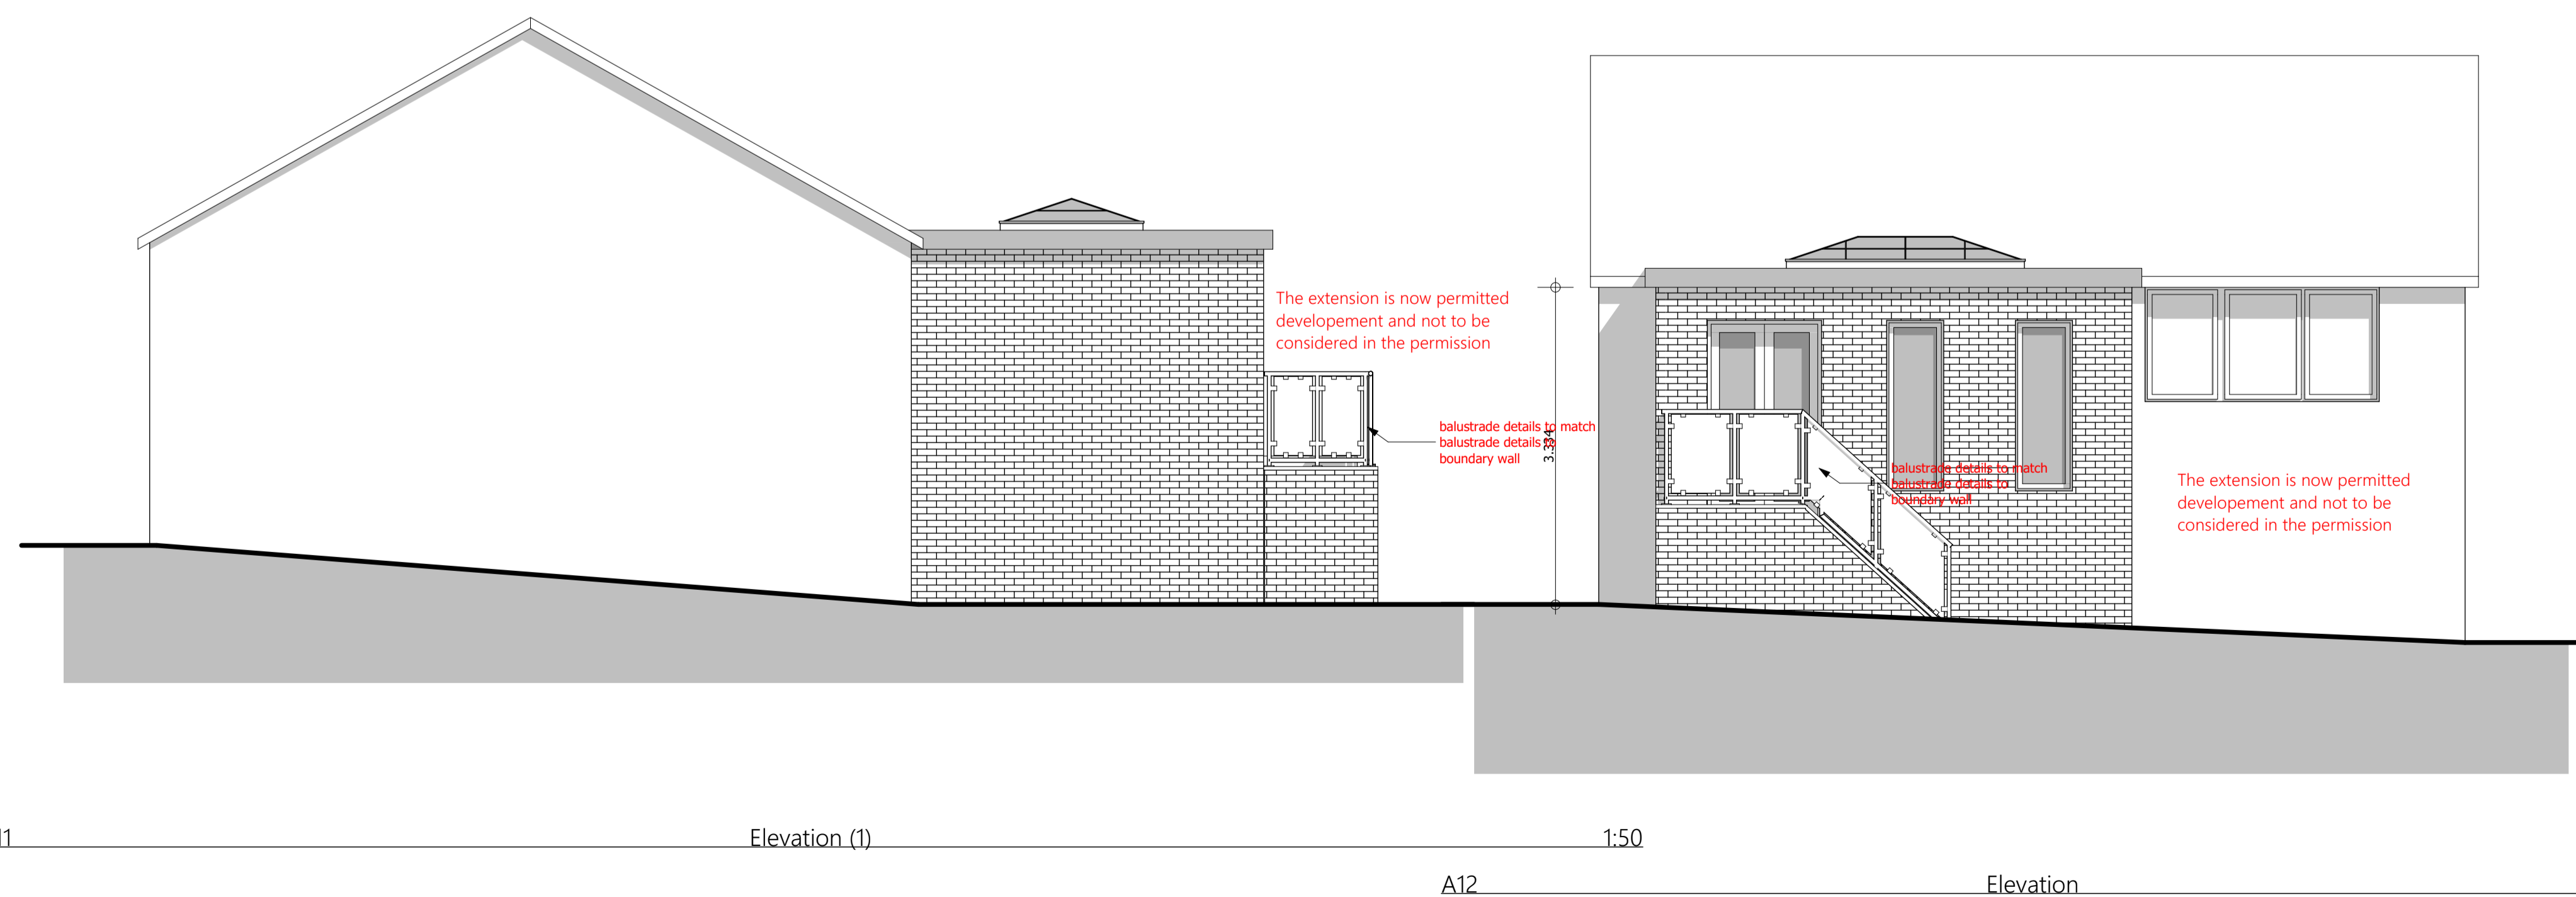 The extension is now permitted
developement and not to be
considered in the permission
balustrade details to match
balustrade details to
boundary wall
3.334
balustrade details to match
balustrade details to
boundary wall
The extension is now permitted
developement and not to be
considered in the permission
Elevation (1)
1:50
A12
Elevation